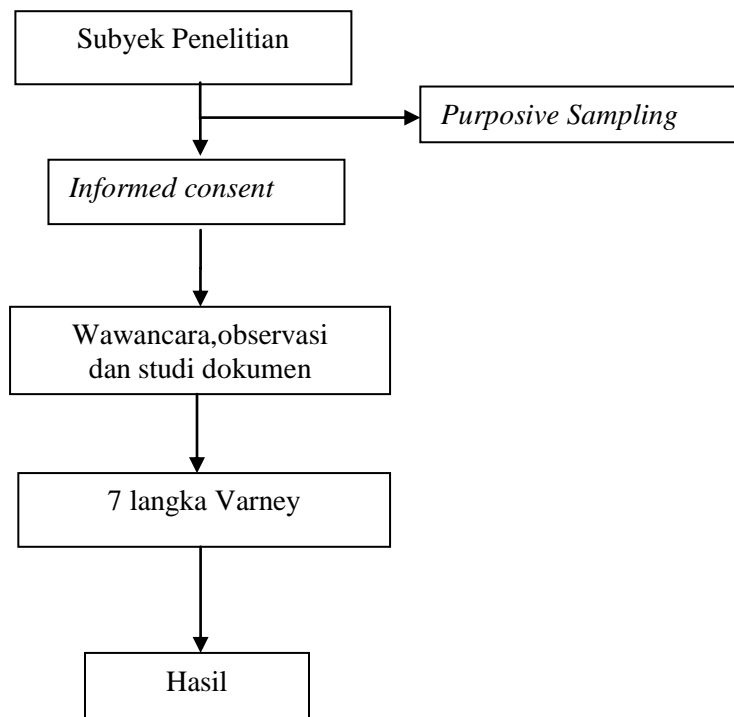 Subyek Penelitian
Purposive Sampling
Informed consent
Wawancara,observasi
dan studi dokumen
7 langka Varney
Hasil